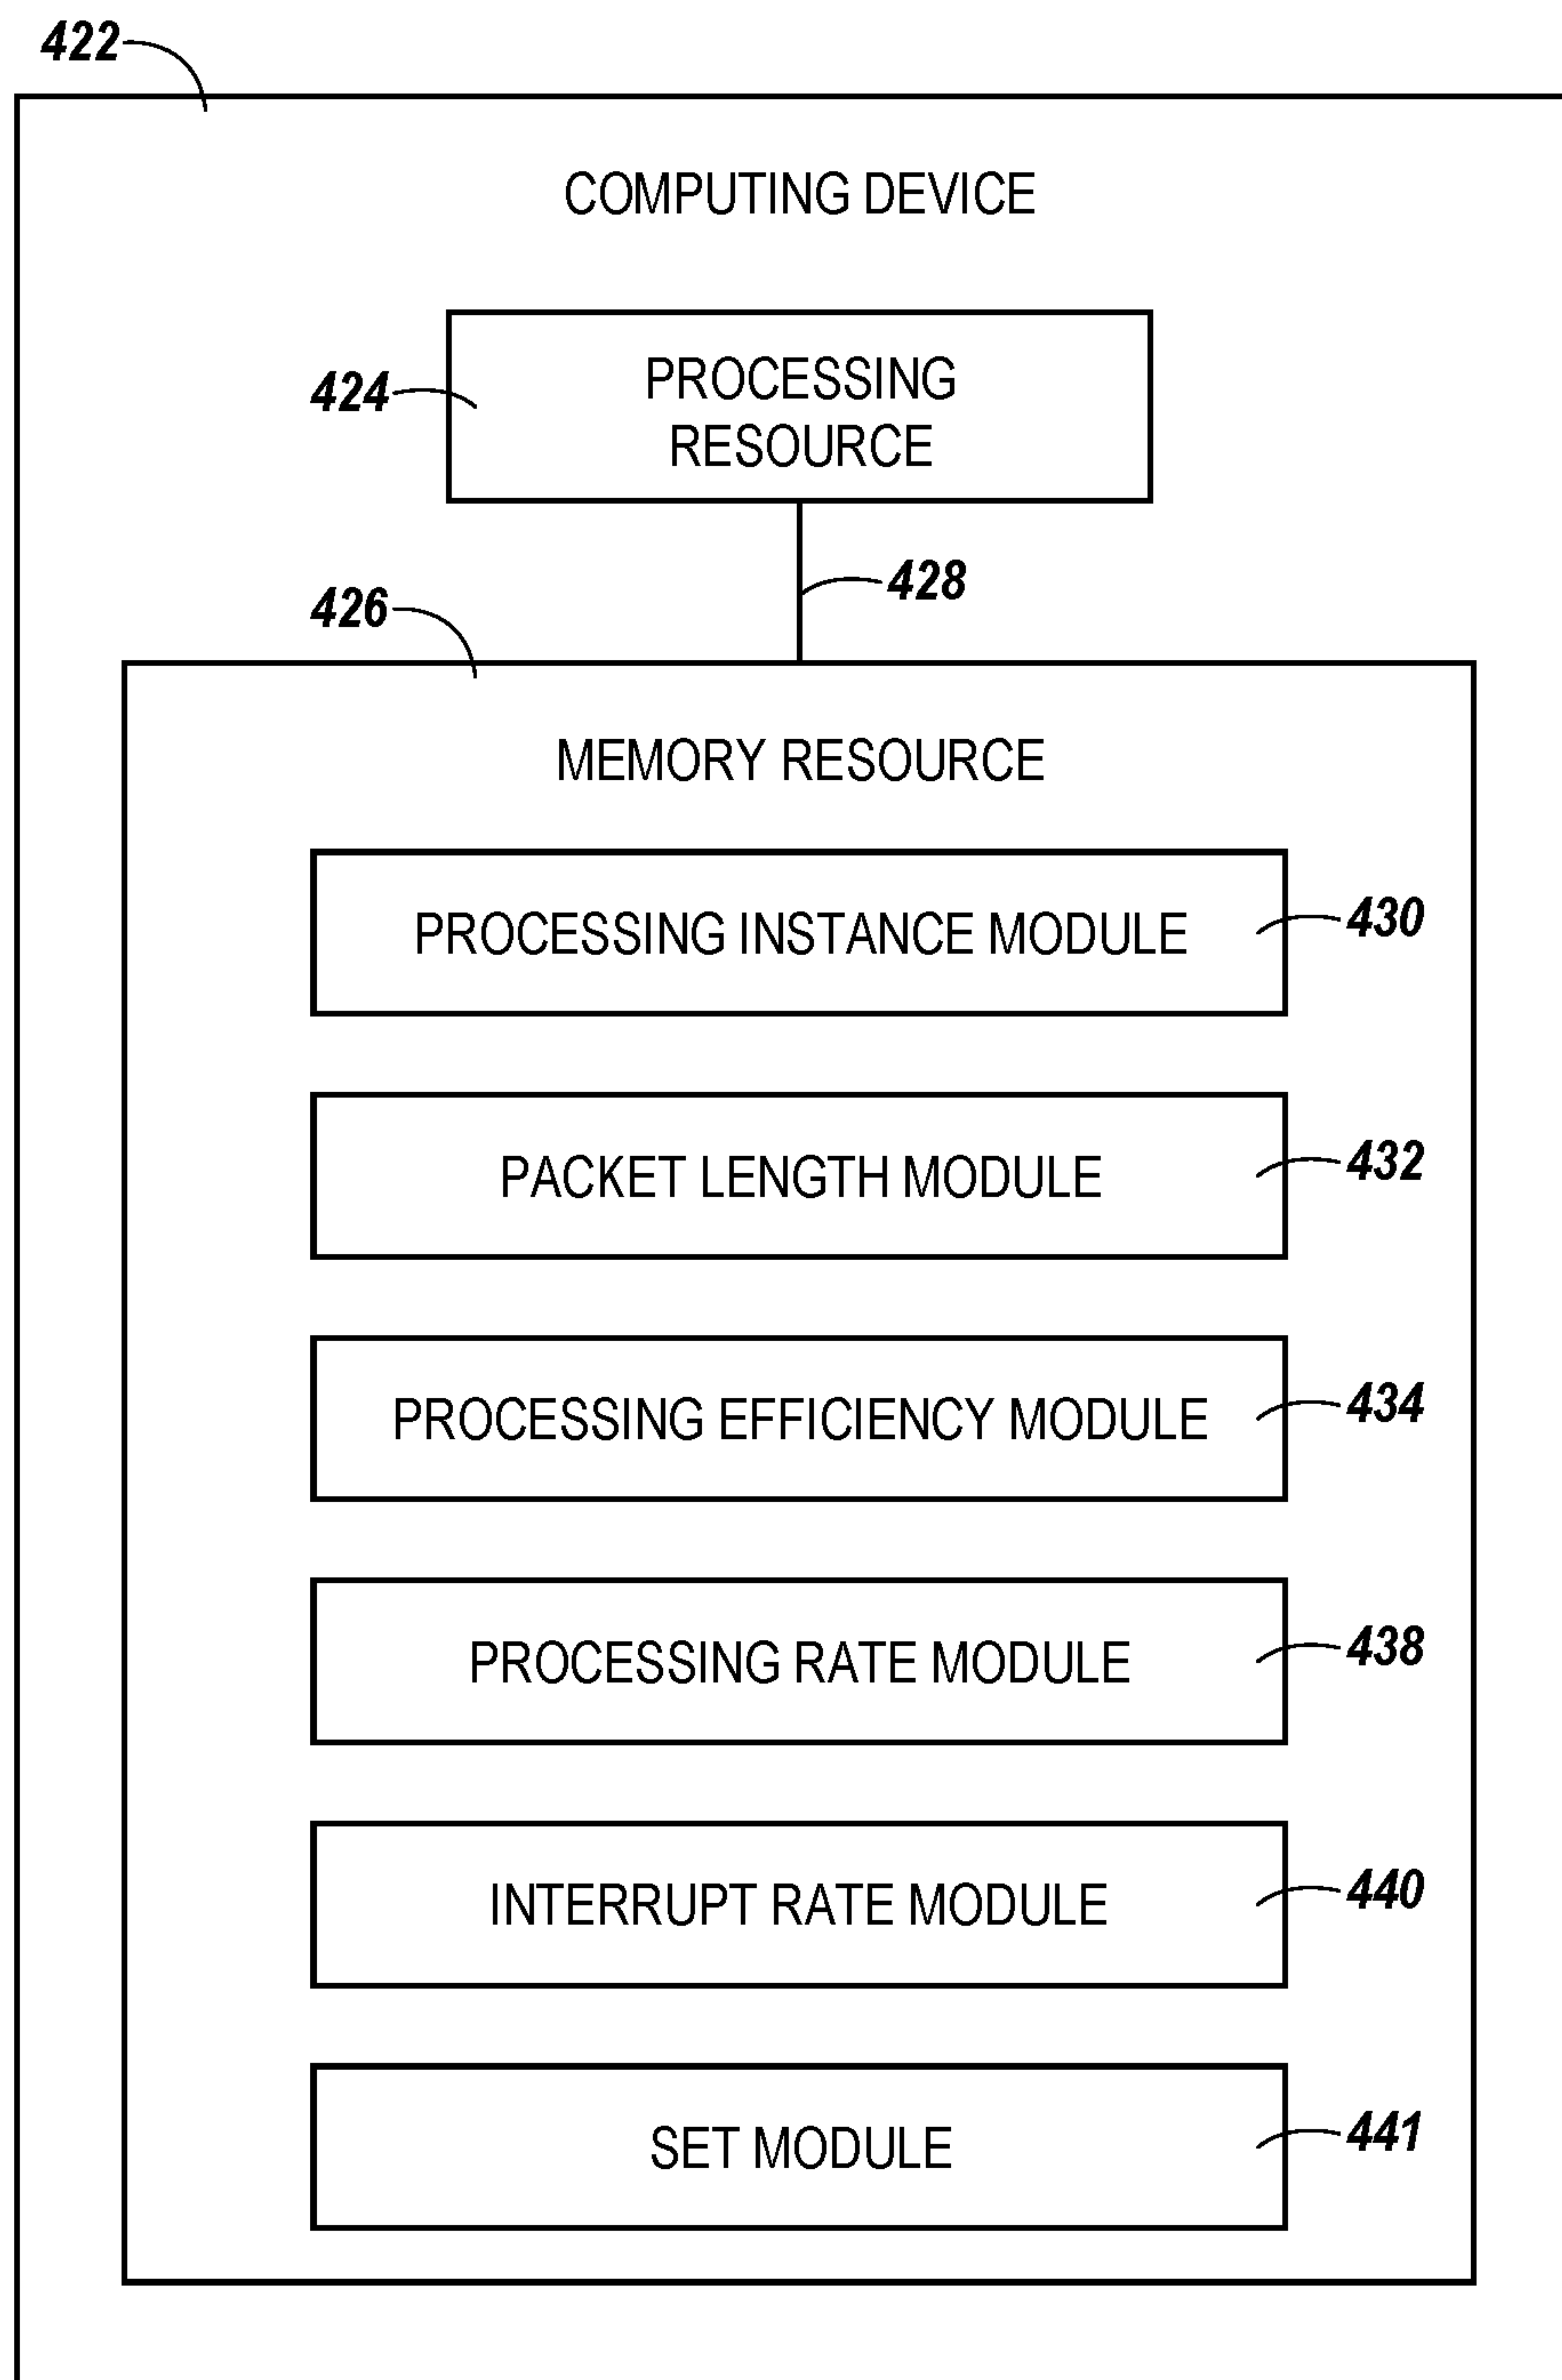 422
COMPUTING DEVICE
424
PROCESSING
RESOURCE
428
426
MEMORY RESOURCE
PROCESSING INSTANCE MODULE
430
PACKET LENGTH MODULE
432
PROCESSING EFFICIENCY MODULE
434
PROCESSING RATE MODULE
438
INTERRUPT RATE MODULE
440
SET MODULE
441